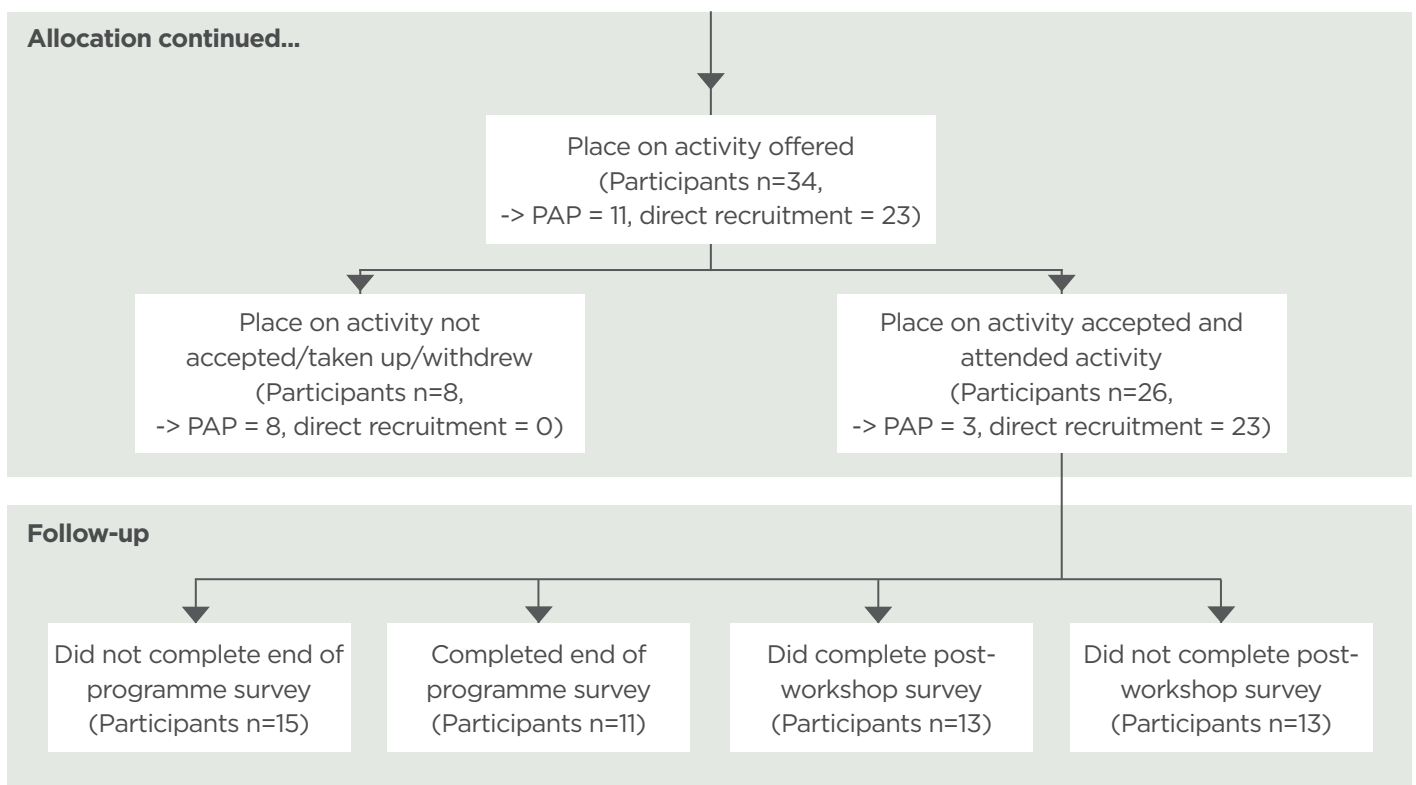 Allocation continued...
Place on activity offered
(Participants n=34,
-> PAP = 11, direct recruitment = 23)
Place on activity not
accepted/taken up/withdrew
(Participants n=8,
-> PAP = 8, direct recruitment = 0)
Place on activity accepted and
attended activity
(Participants n=26,
-> PAP = 3, direct recruitment = 23)
Follow-up
Did not complete end of
programme survey
(Participants n=15)
Completed end of
programme survey
(Participants n=11)
Did complete post-
workshop survey
(Participants n=13)
Did not complete post-
workshop survey
(Participants n=13)